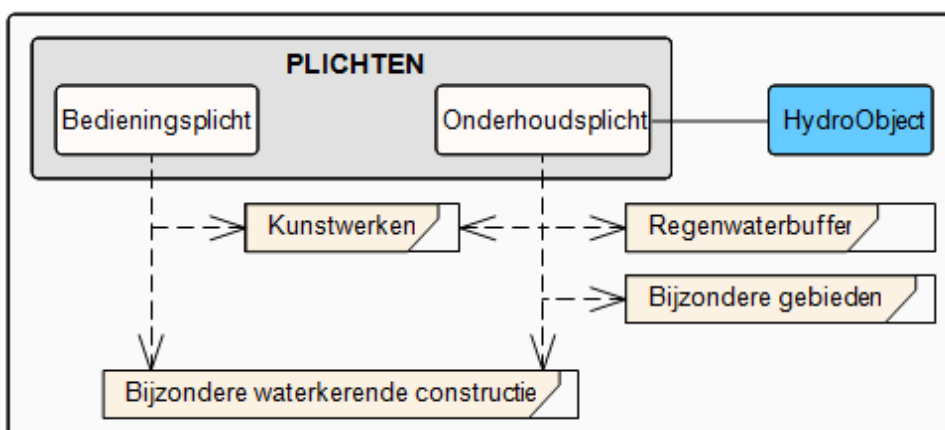 PLICHTEN
Bedieningsplicht
Onderhoudsplicht
HydroObject
Kunstwerken
Regenwaterbuffer
Bijzondere gebieden
Bijzondere waterkerende constructie